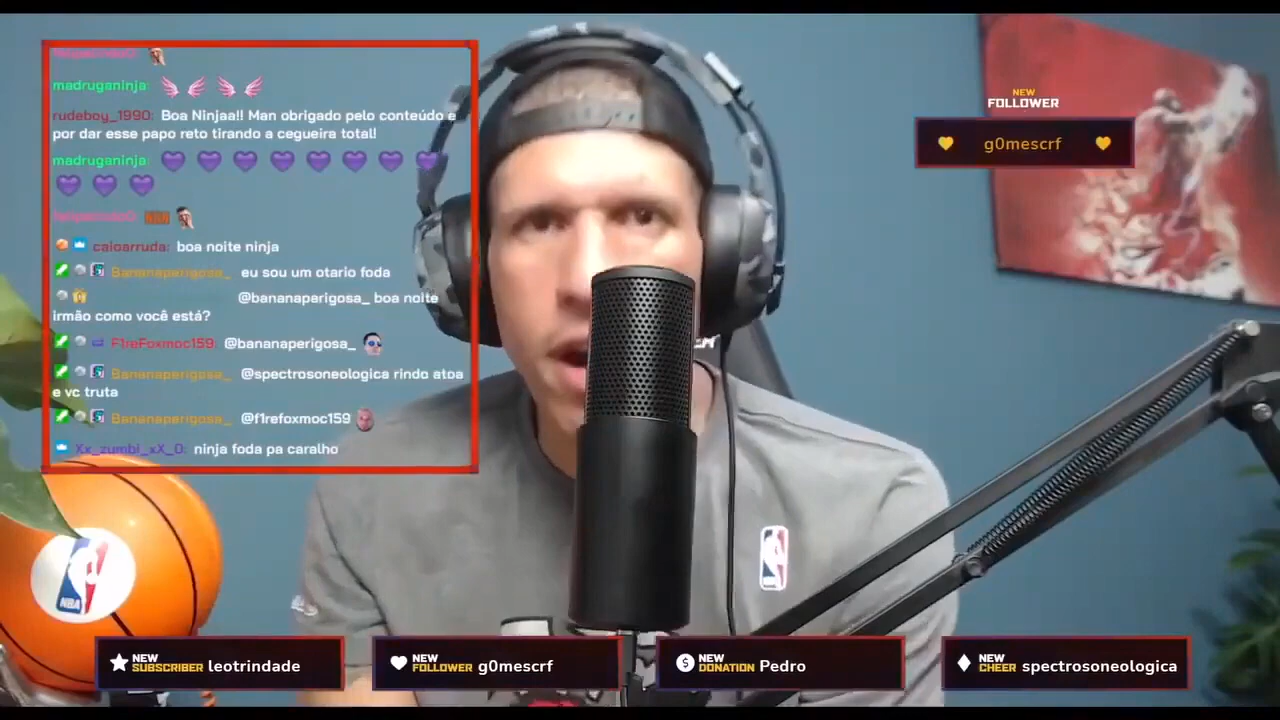 madruganinja:
rudeboy_1990: Boa Ninjaa!! Man obrigado pelo conteúdo e
por dar esse papo reto tirando a cegueira total!
madruganinja:
caioarruda: boa noite ninja
Bananaperigosa_ eu sou um otario foda
@bananaperigosa_ boa noite
irmão como você está?
F1reFoxmoc159: @bananaperigosa_
Bananaperigosa_ @spectrosoneologica rindo atoa
e vc truta
Bananaperigosa_ @f1refoxmoc159
Xx_zumbi_xX_0: ninja foda pa caralho
NEW
FOLLOWER
g0mescrf
NBA
NEW
SUBSCRIBER leotrindade
NEW
FOLLOWER g0mescrf
NEW
DONATION Pedro
NEW
CHEER spectrosoneologica